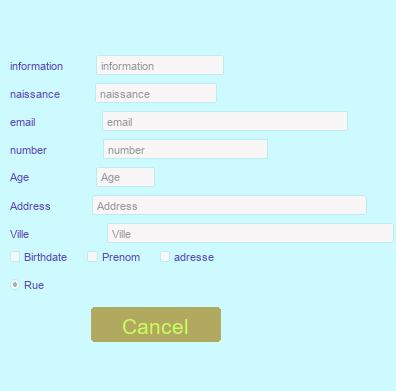 information information
naissance naissance
email email
number number
Age Age
Address Address
Ville Ville
Birthdate Prenom adresse
Rue
Cancel